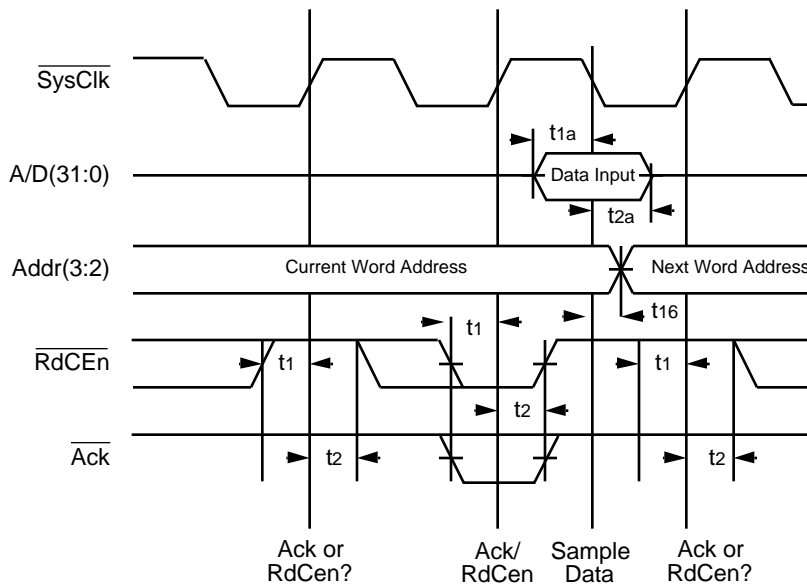 SysClk
t1a
A/D(31:0)
Data Input
t2a
Addr(3:2)
Current Word Address
Next Word Address
t16
t1
RdCEn
t1
t1
t2
Ack
t2
t2
Ack or
RdCen?
Ack/
RdCen
Sample
Data
Ack or
RdCen?